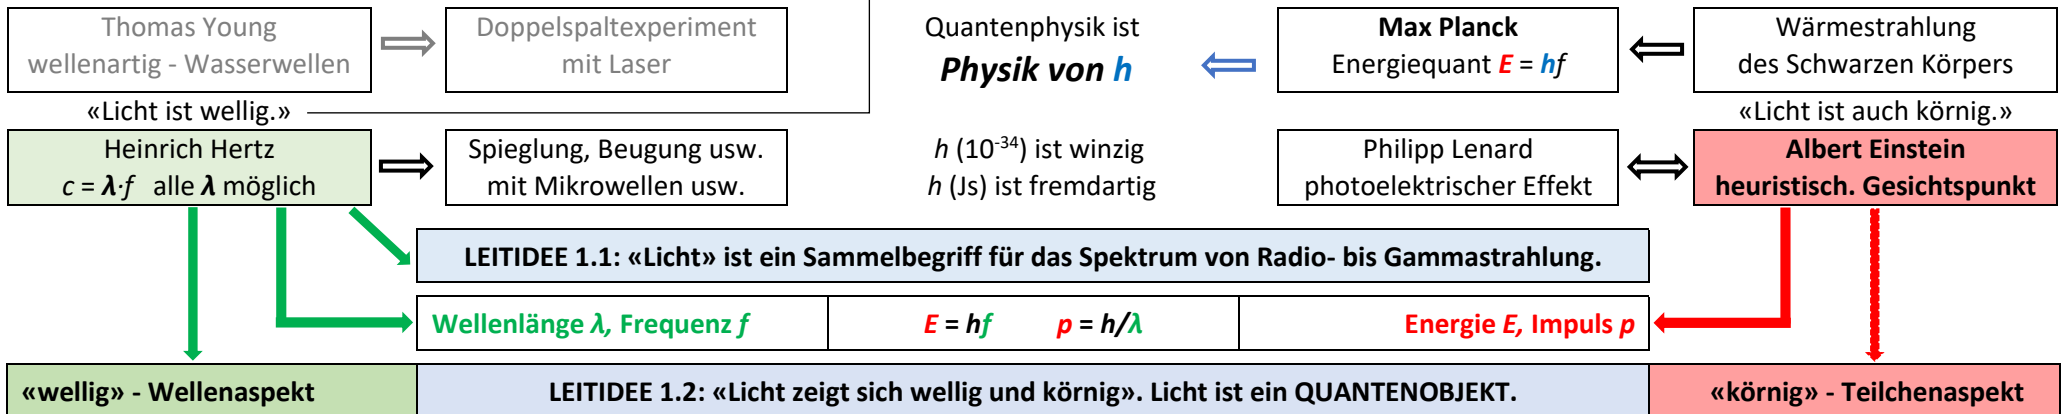 Thomas Young
wellenartig - Wasserwellen
Doppelspaltexperiment
mit Laser
Quantenphysik ist
Physik von h
Max Planck
Energiequant E = hf
Wärmestrahlung
des Schwarzen Körpers
«Licht ist wellig.»
«Licht ist auch körnig.»
Heinrich Hertz
c = λ·f alle λ möglich
Spieglung, Beugung usw.
mit Mikrowellen usw.
h (10⁻³⁴) ist winzig
h (Js) ist fremdartig
Philipp Lenard
photoelektrischer Effekt
Albert Einstein
heuristisch. Gesichtspunkt
LEITIDEE 1.1: «Licht» ist ein Sammelbegriff für das Spektrum von Radio- bis Gammastrahlung.
Wellenlänge λ, Frequenz f
E = hf p = h/λ
Energie E, Impuls p
«wellig» - Wellenaspekt
LEITIDEE 1.2: «Licht zeigt sich wellig und körnig». Licht ist ein QUANTENOBJEKT.
«körnig» - Teilchenaspekt